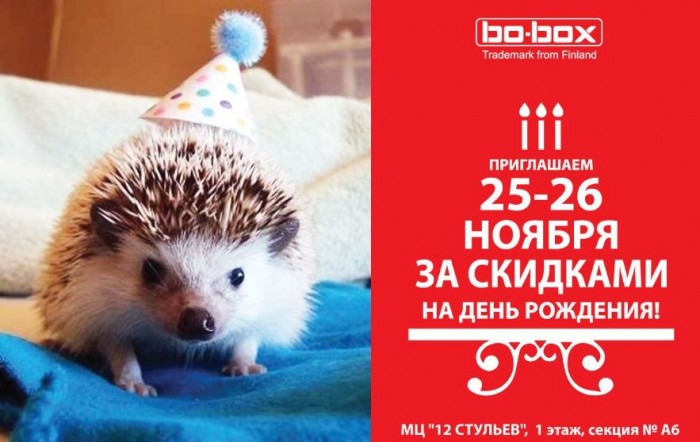 bo-box
Trademark from Finland
ПРИГЛАШАЕМ
25-26
НОЯБРЯ
ЗА СКИДКАМИ
НА ДЕНЬ РОЖДЕНИЯ!
МЦ "12 СТУЛЬЕВ", 1 этаж, секция № А6